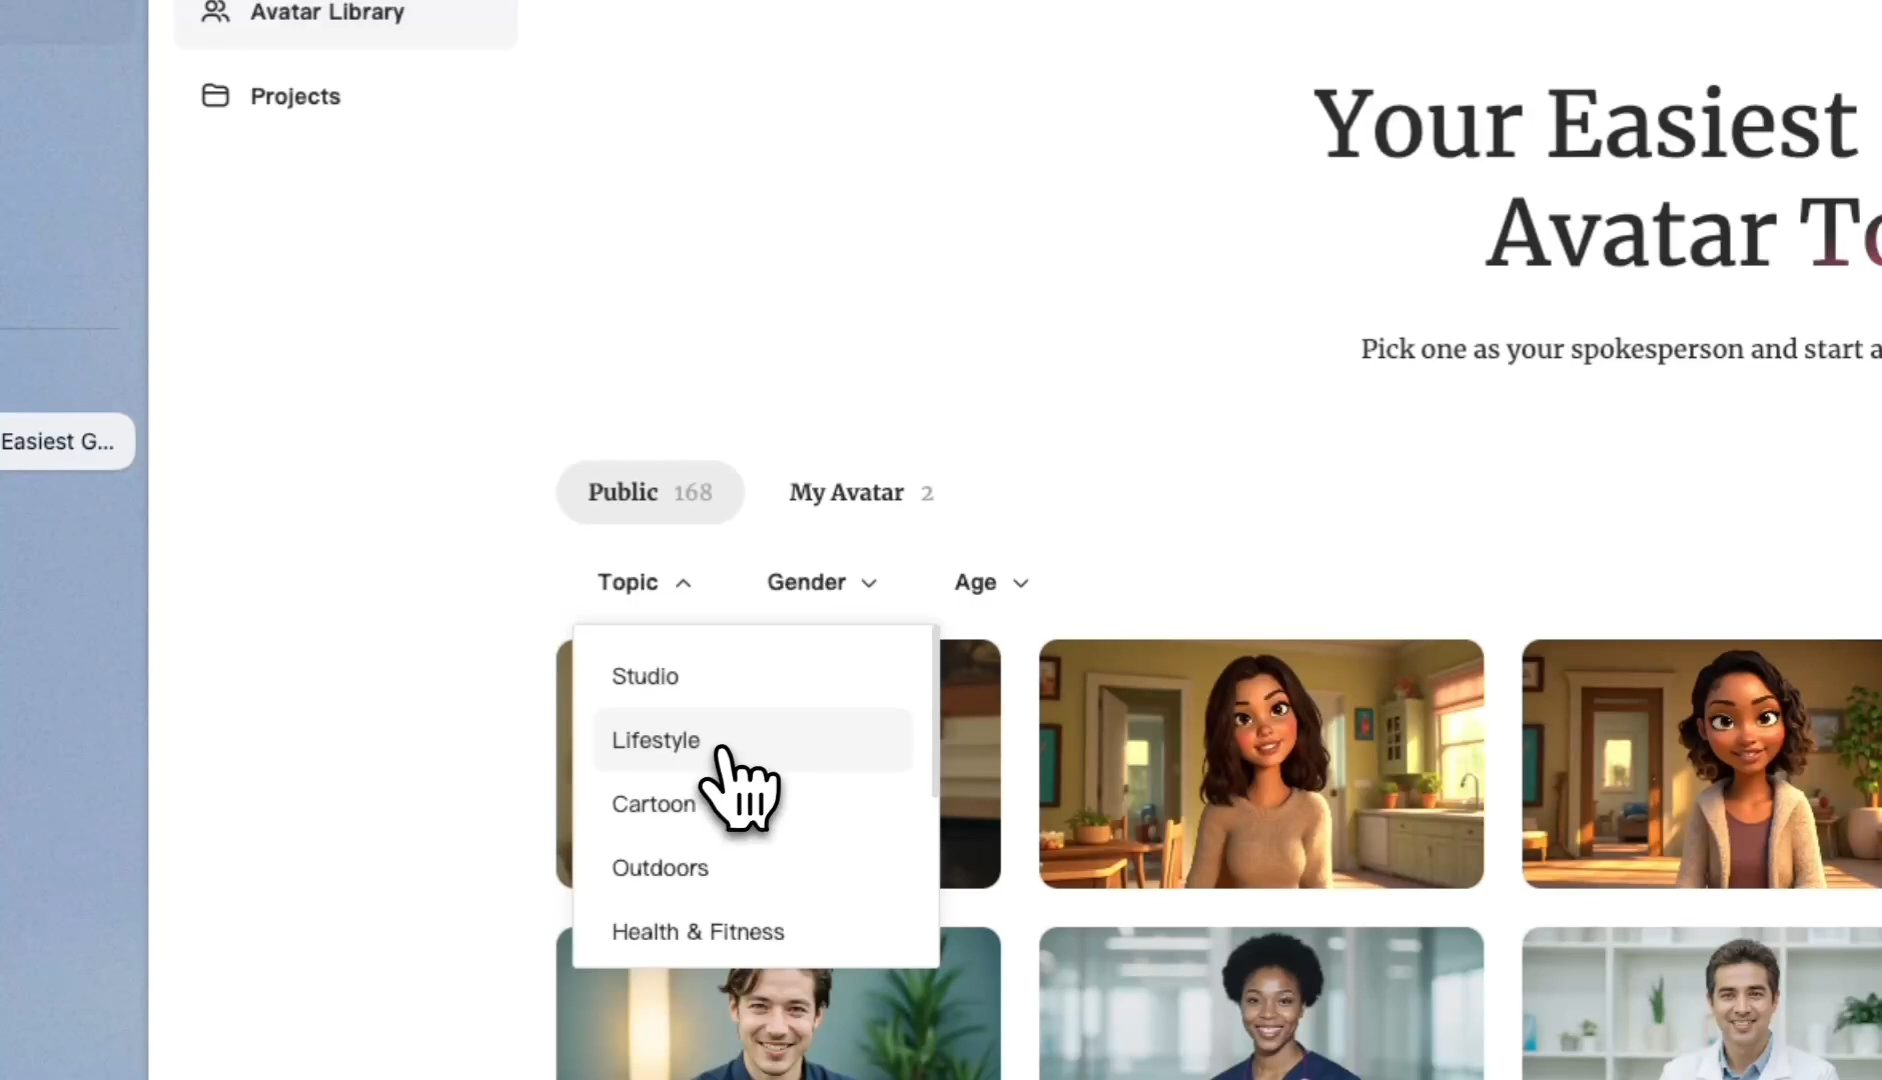 Avatar Library
Projects
Your Easiest
Avatar To
Pick one as your spokesperson and start a
Easiest G...
Public 168 My Avatar 2
Topic Gender Age
Studio
Lifestyle
Cartoon
Outdoors
Health & Fitness